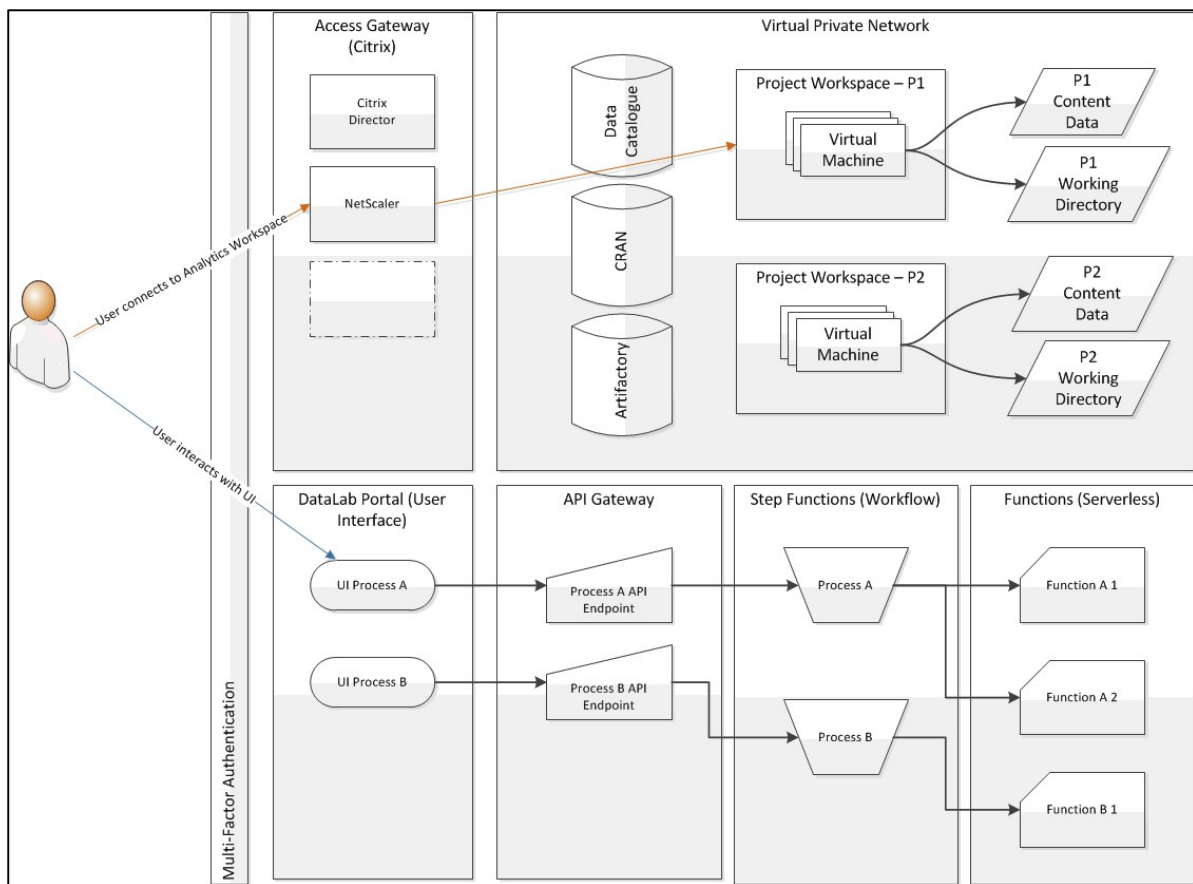 Access Gateway
(Citrix)
Citrix
Director
NetScaler
Virtual Private Network
Data
Catalogue
CRAN
Artifactory
Project Workspace – P1
Virtual
Machine
P1
Content
Data
P1
Working
Directory
Project Workspace – P2
Virtual
Machine
P2
Content
Data
P2
Working
Directory
User connects to Analytics Workspace
User interacts with UI
Multi-Factor Authentication
DataLab Portal (User
Interface)
UI Process A
UI Process B
API Gateway
Process A API
Endpoint
Process B API
Endpoint
Step Functions (Workflow)
Process A
Process B
Functions (Serverless)
Function A 1
Function A 2
Function B 1